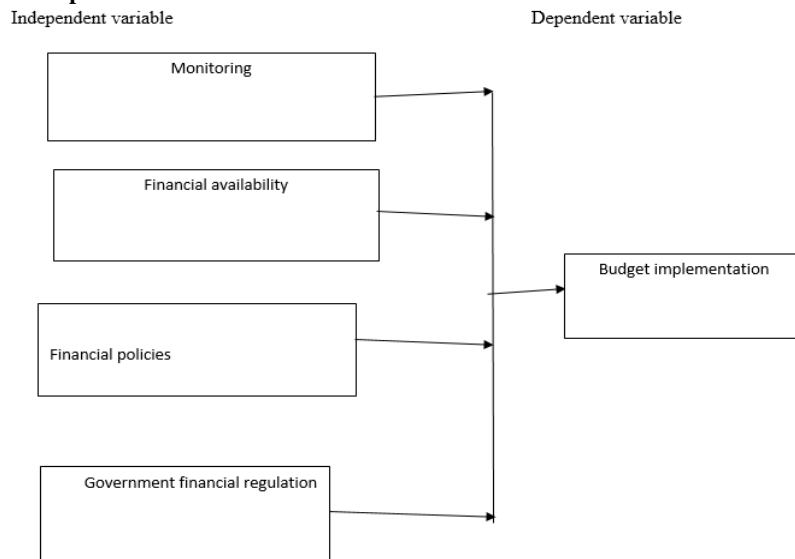 Independent variable Dependent variable
Monitoring
Financial availability
Budget implementation
Financial policies
Government financial regulation